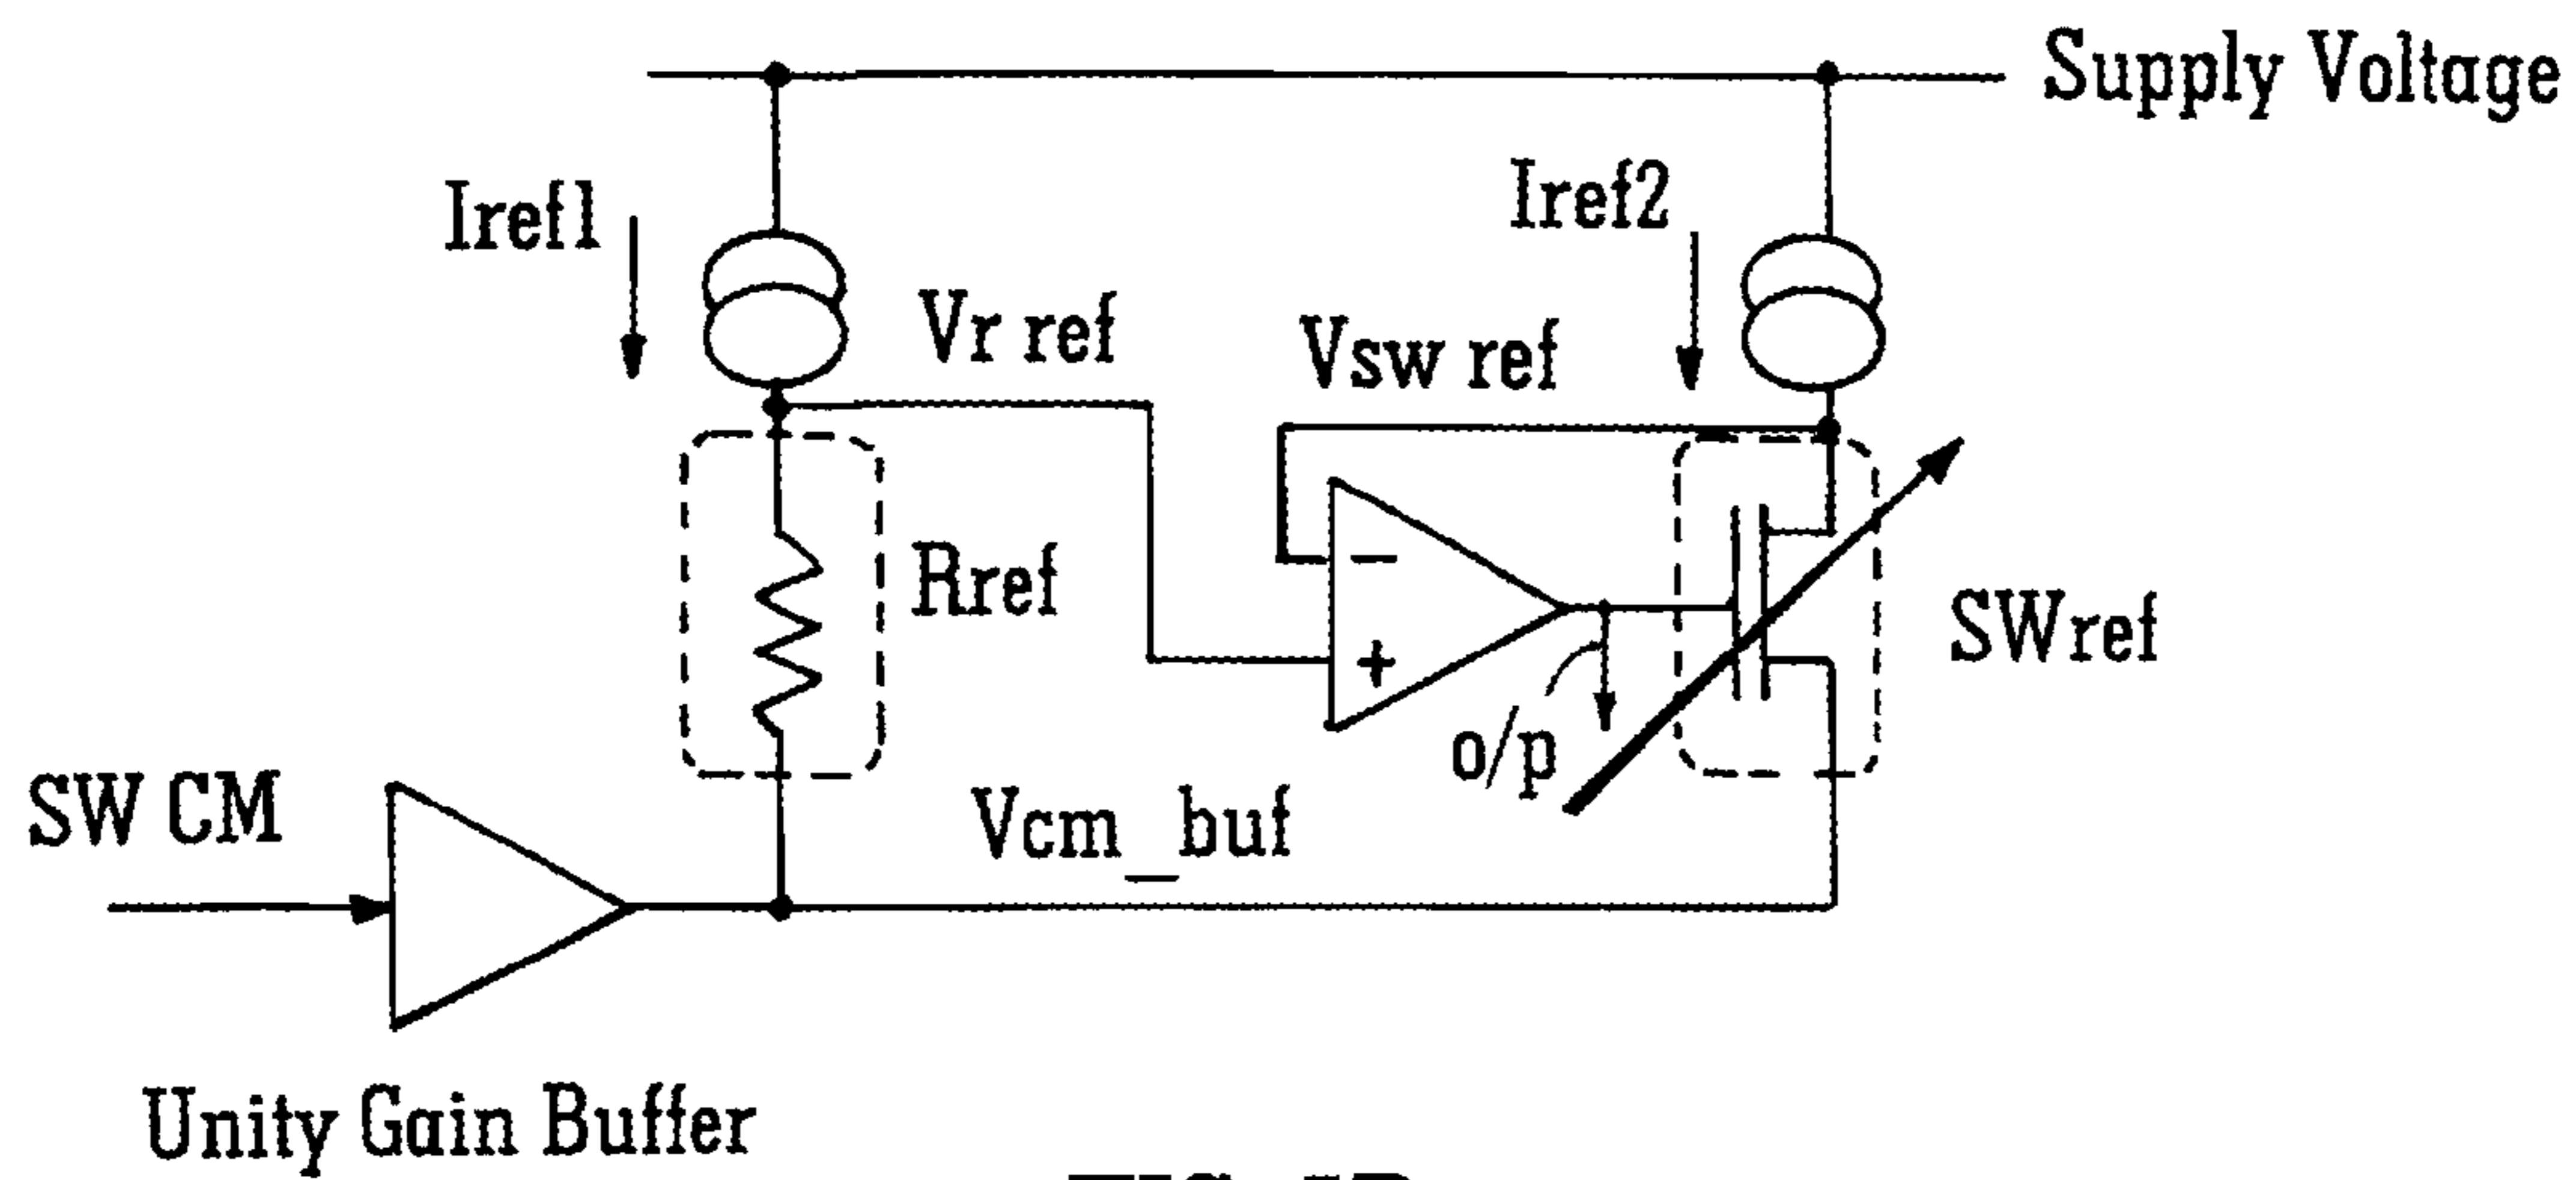 Supply Voltage
Iref1
Iref2
Vr ref
Vsw ref
−
+
Rref
SWref
o/p
SW CM
Vcm_buf
Unity Gain Buffer